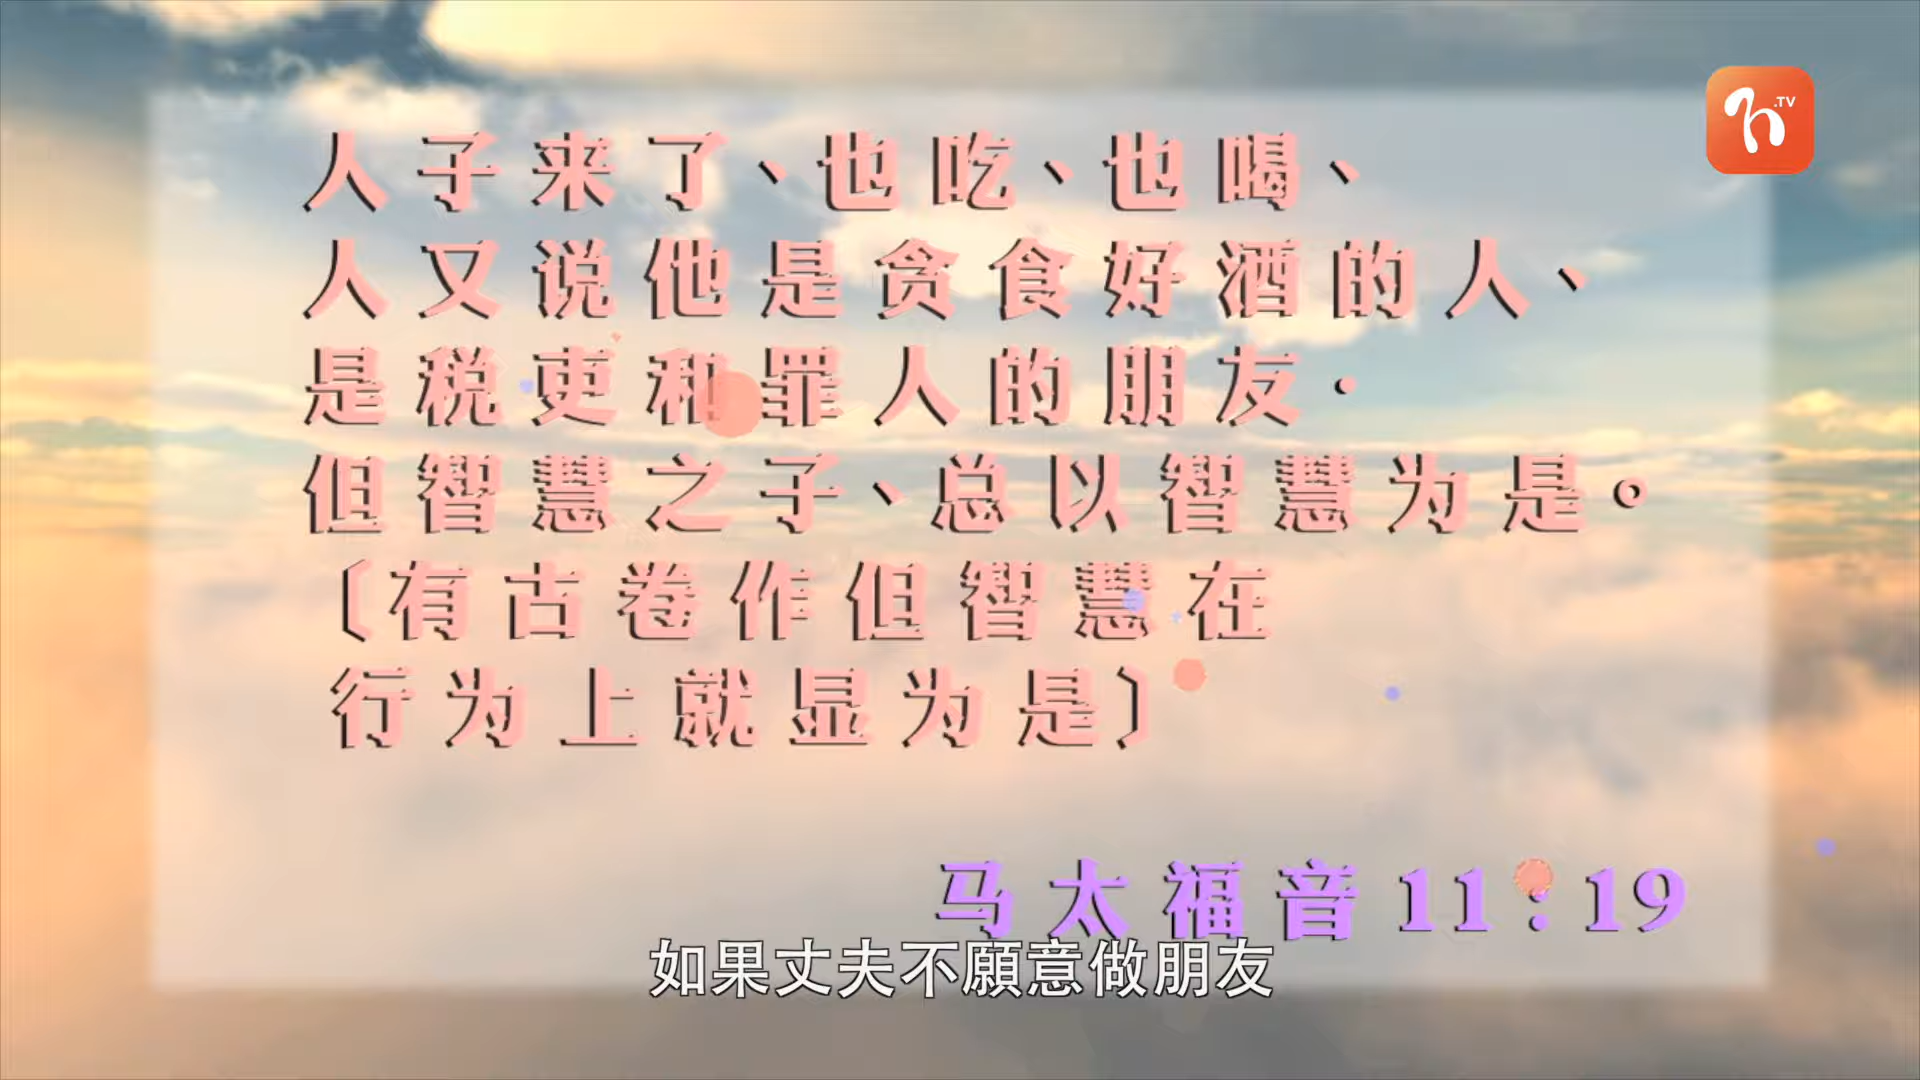 .TV
人子来了、也吃、也喝、
人又说他是贪食好酒的人、
是税吏和罪人的朋友．
但智慧之子、总以智慧为是。
〔有古卷作但智慧在
行为上就显为是〕
马太福音11：19
如果丈夫不願意做朋友